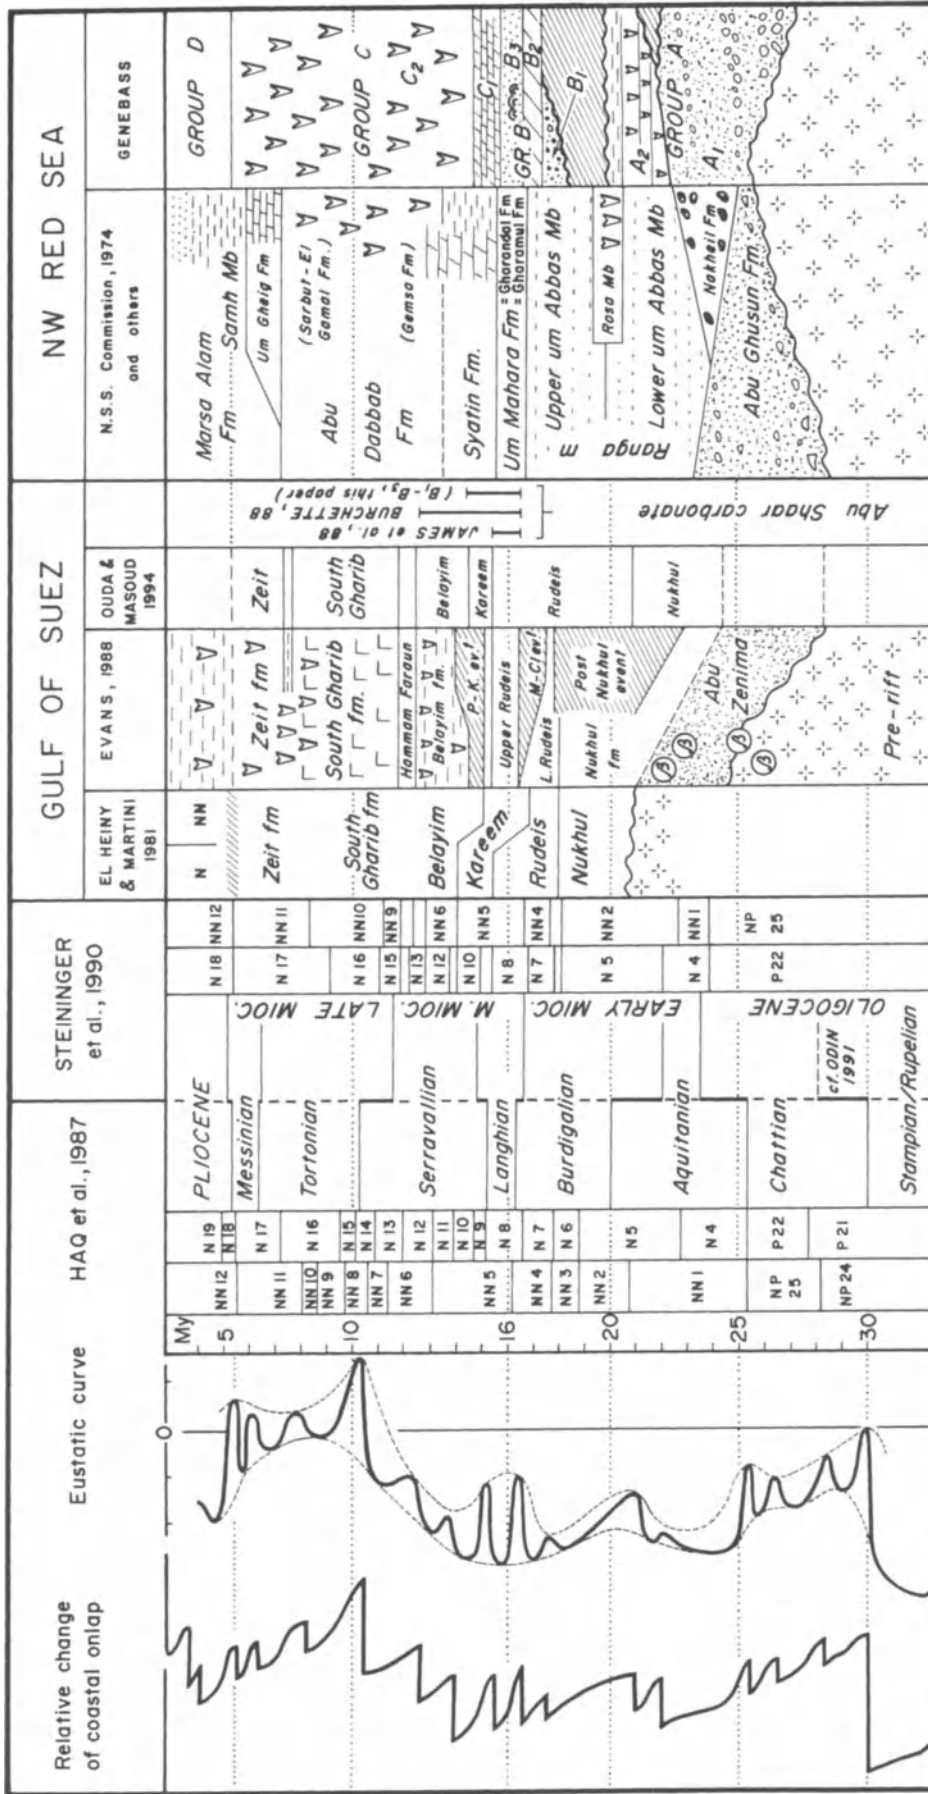 Relative change
of coastal onlap
Eustatic curve
HAQ et al., 1987
STEININGER
et al., 1990
GULF OF SUEZ
EL HEINY
& MARTINI
1981
EVANS, 1988
OUDA &
MASOUD
1994
NW RED SEA
N.S.S. Commission, 1974
and others
GENEBASS
0
My
5
10
16
20
25
30
NN12
NN11
NN10
NN9
NN8
NN7
NN6
NN5
NN4
NN3
NN2
NN1
NP
25
NP24
N19
N18
N17
N16
N15
N14
N13
N12
N11
N10
N9
N8
N7
N6
N5
N4
P22
P21
PLIOCENE
Messinian
Tortonian
Serravallian
Langhian
Burdigalian
Aquitanian
Chattian
Stampian/Rupelian
LATE MIOC.
M. MIOC.
EARLY MIOC.
OLIGOCENE
cf. ODIN
1991
N18
N17
N16
N15
N13
N12
N10
N8
N7
N5
N4
P22
NN12
NN11
NN10
NN9
NN6
NN5
NN4
NN2
NN1
NP
25
N
NN
Zeit fm
South
Gharib fm
Belayim
Kareem
Rudeis
Nukhul
Zeit fm
South Gharib
fm.
Hammam Faraun
Belayim fm.
P-K. ev!
Upper Rudeis
M-Cl ev!
L. Rudeis
Nukhul
fm
Post
Nukhul
event
Abu
Zenima
β
β
β
β
Pre-rift
Zeit
South
Gharib
Belayim
Kareem
Rudeis
Nukhul
JAMES et al., 88
BURCHETTE, 88
(B1-B3, this paper)
Abu Shaar carbonate
Marsa Alam
Fm
Samh Mb
Um Gheig Fm
(Sarbut-El
Gamal Fm.)
Abu
Dabbab
Fm
(Gemsa Fm)
Syatin Fm.
Um Mahara Fm
= Gharandal Fm
= Gharamul Fm
Upper um Abbas Mb
Ranga
m
Rosa Mb
Lower um Abbas Mb
Nakheil Fm
Abu Ghusun Fm.
GROUP D
GROUP C
C2
C1
GR. B
B3
B2
B1
A2
GROUP A
A1